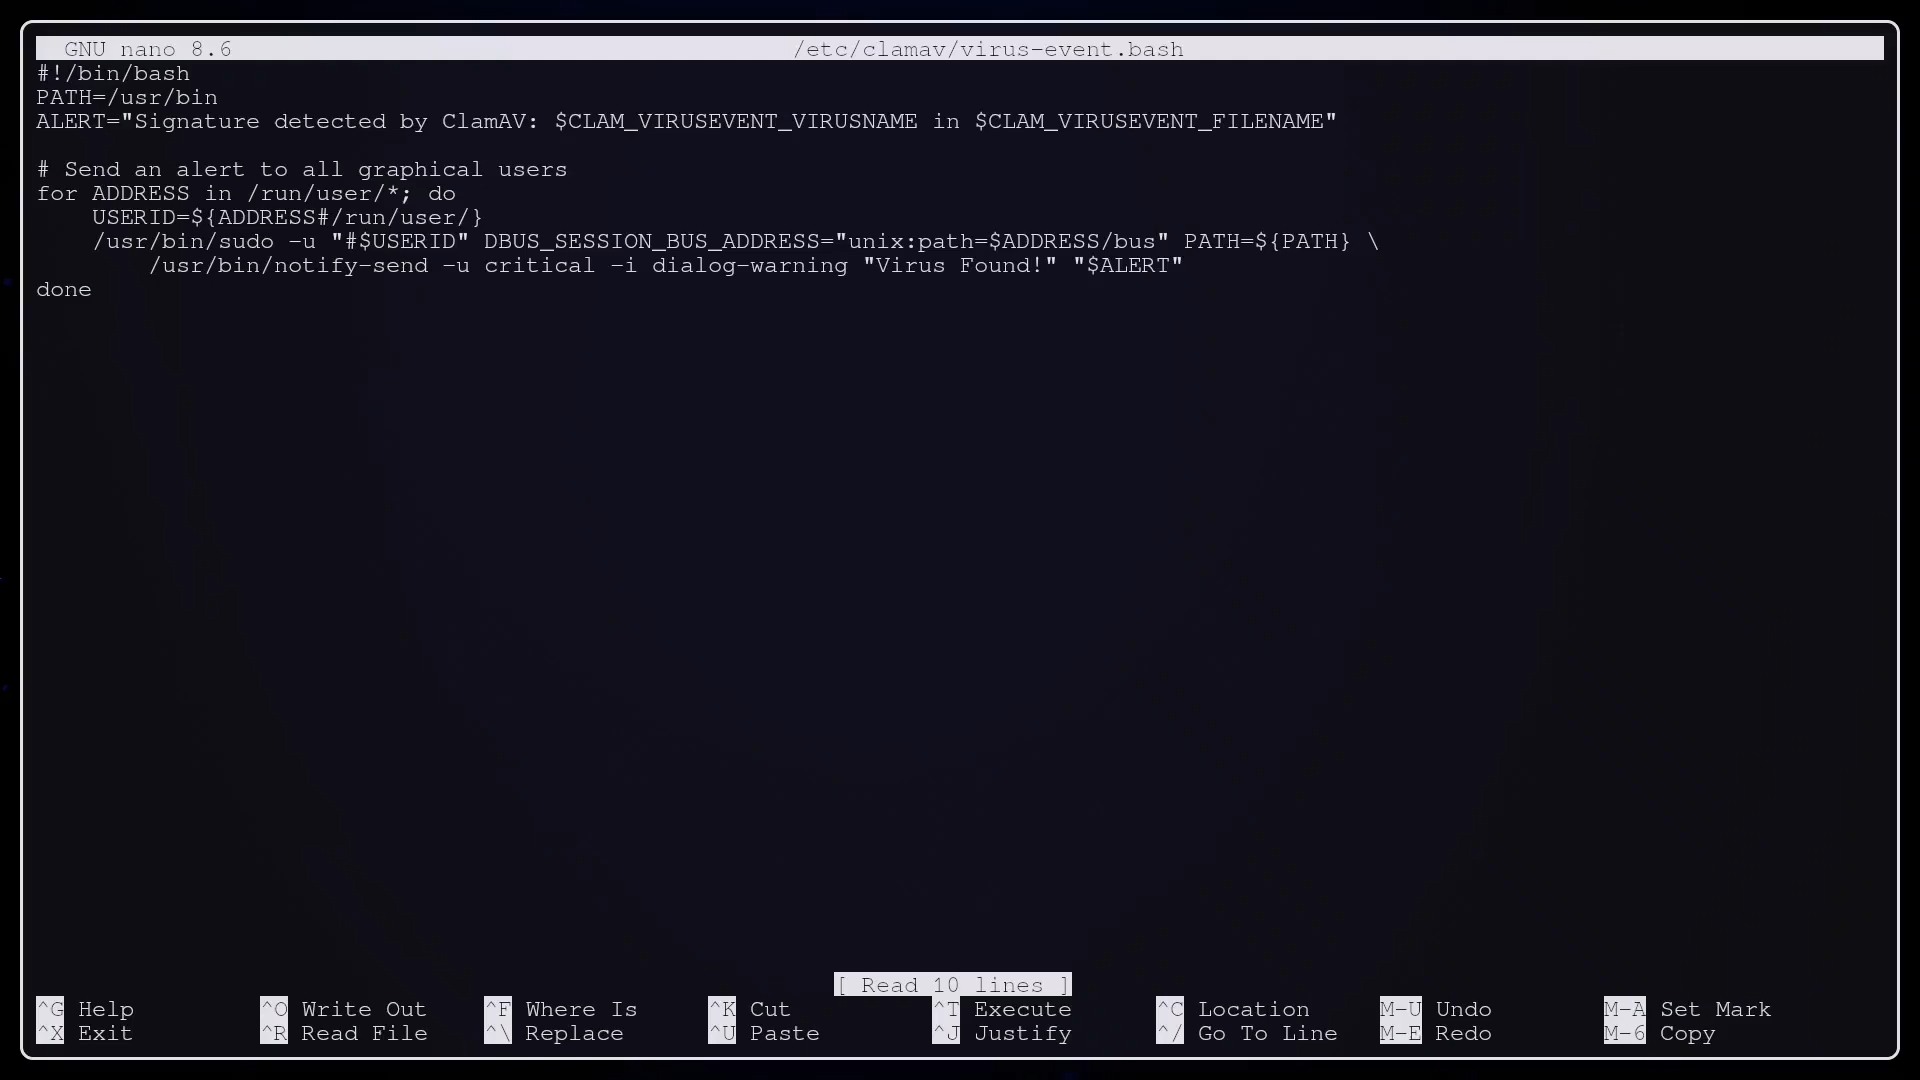 GNU nano 8.6 /etc/clamav/virus-event.bash
#!/bin/bash
PATH=/usr/bin
ALERT="Signature detected by ClamAV: $CLAM_VIRUSEVENT_VIRUSNAME in $CLAM_VIRUSEVENT_FILENAME"

# Send an alert to all graphical users
for ADDRESS in /run/user/*; do
    USERID=${ADDRESS#/run/user/}
    /usr/bin/sudo -u "#$USERID" DBUS_SESSION_BUS_ADDRESS="unix:path=$ADDRESS/bus" PATH=${PATH} \
        /usr/bin/notify-send -u critical -i dialog-warning "Virus Found!" "$ALERT"
done
[ Read 10 lines ]
^G Help ^O Write Out ^F Where Is ^K Cut ^T Execute ^C Location M-U Undo M-A Set Mark
^X Exit ^R Read File ^\ Replace ^U Paste ^J Justify ^/ Go To Line M-E Redo M-6 Copy